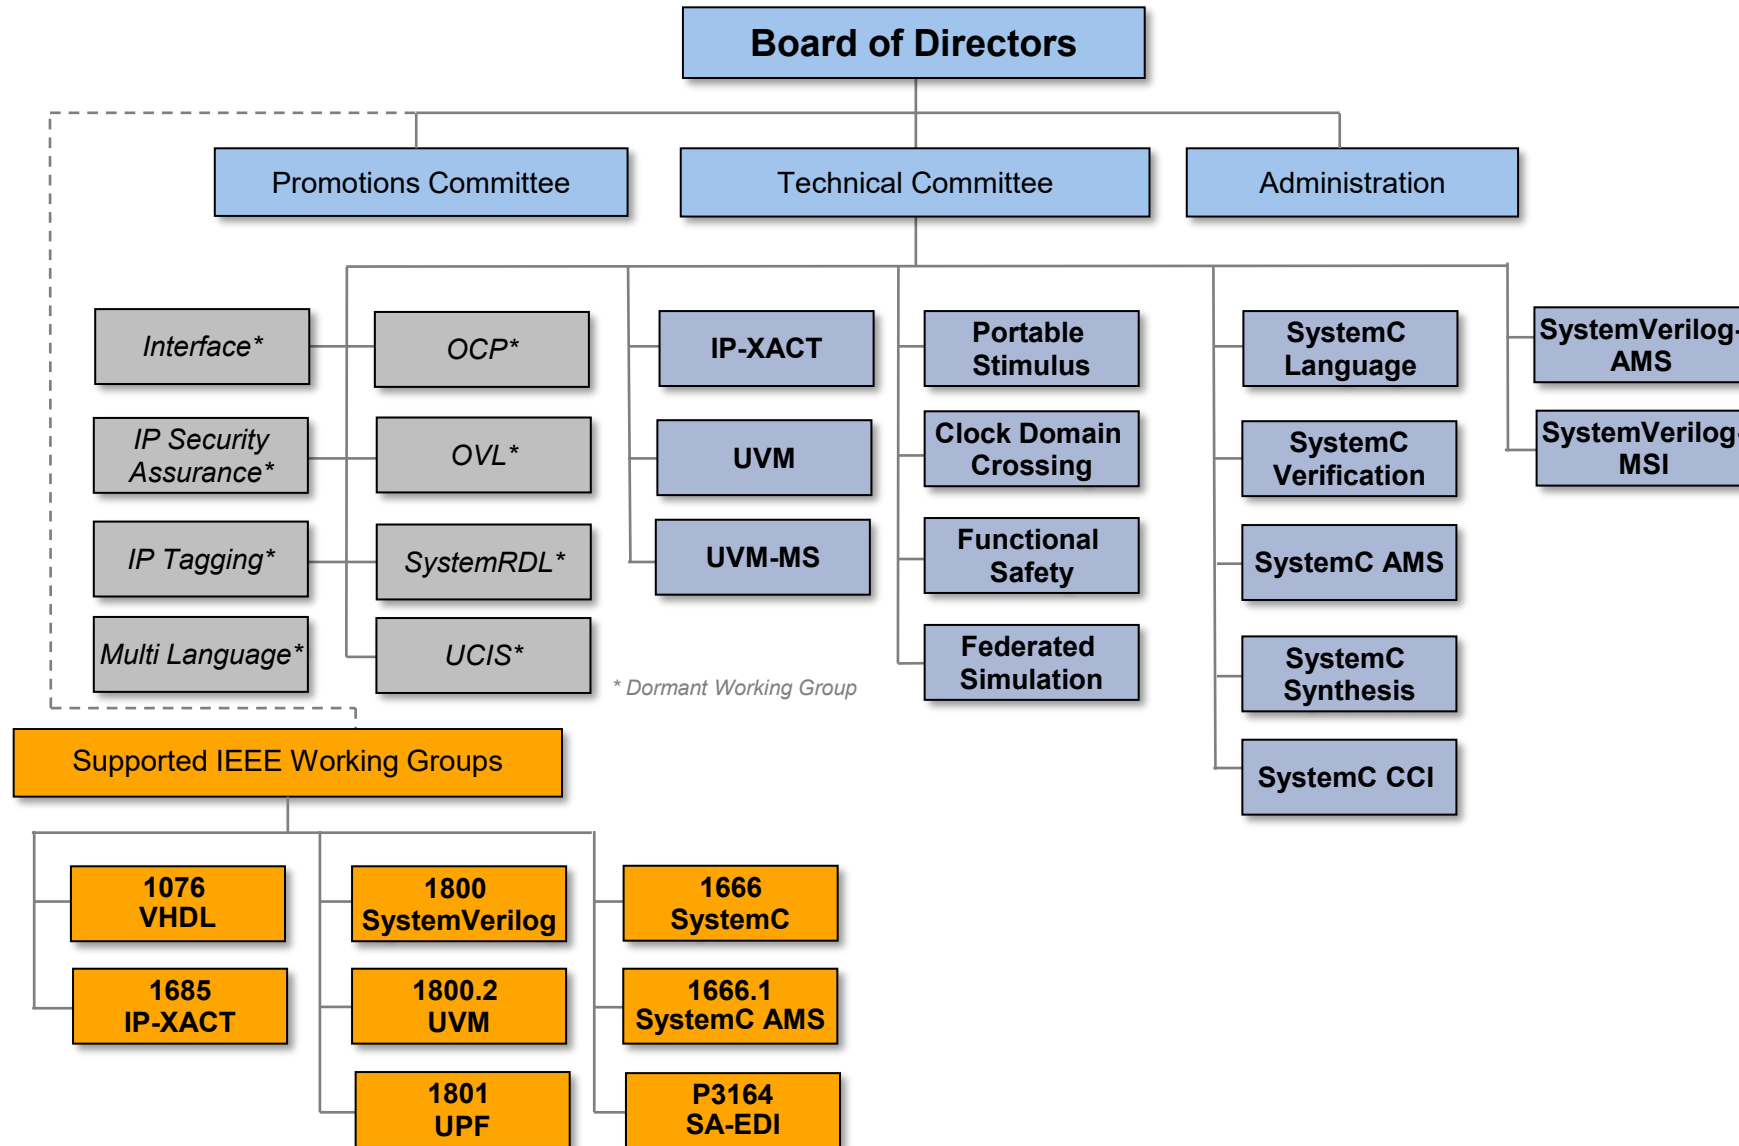 Board of Directors
Promotions Committee
Technical Committee
Administration
Interface*
OCP*
IP-XACT
Portable
Stimulus
SystemC
Language
SystemVerilog-
AMS
IP Security
Assurance*
OVL*
UVM
Clock Domain
Crossing
SystemC
Verification
SystemVerilog-
MSI
IP Tagging*
SystemRDL*
UVM-MS
Functional
Safety
SystemC AMS
Multi Language*
UCIS*
* Dormant Working Group
Federated
Simulation
SystemC
Synthesis
SystemC CCI
Supported IEEE Working Groups
1076
VHDL
1800
SystemVerilog
1666
SystemC
1685
IP-XACT
1800.2
UVM
1666.1
SystemC AMS
1801
UPF
P3164
SA-EDI